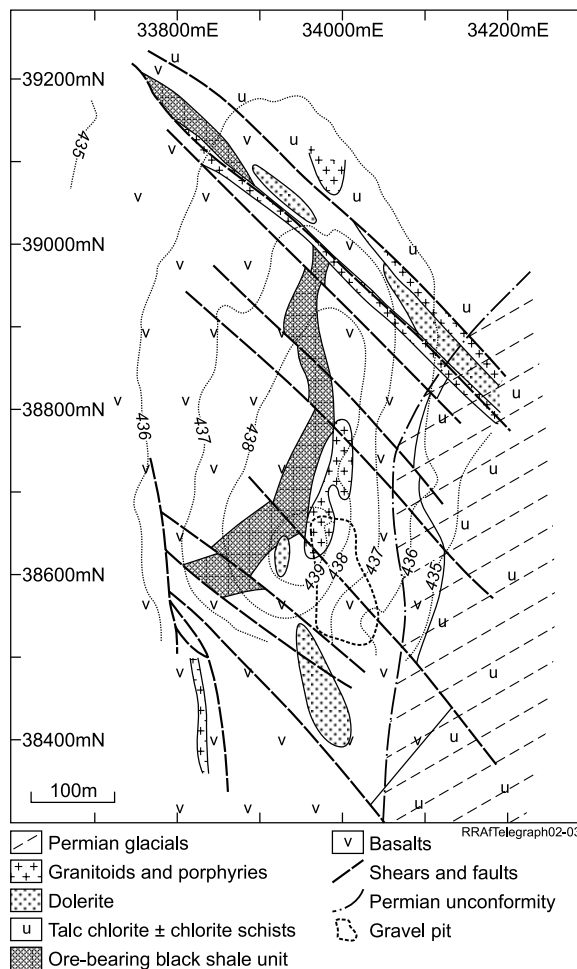 33800mE
34000mE
34200mE
39200mN
39000mN
38800mN
38600mN
38400mN
435
436
437
438
439
438
437
436
435
100m
RRAfTelegraph02-03
Permian glacials
Granitoids and porphyries
Dolerite
u Talc chlorite ± chlorite schists
Ore-bearing black shale unit
v Basalts
Shears and faults
Permian unconformity
Gravel pit